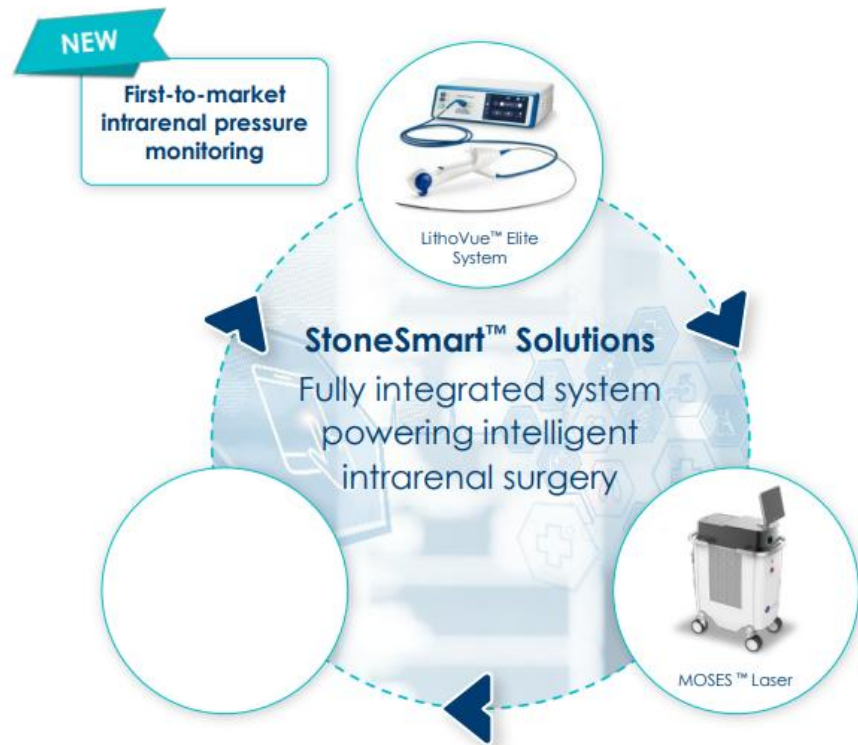 NEW
First-to-market
intrarenal pressure
monitoring
LithoVue™ Elite
System
StoneSmart™ Solutions
Fully integrated system
powering intelligent
intrarenal surgery
MOSES™ Laser